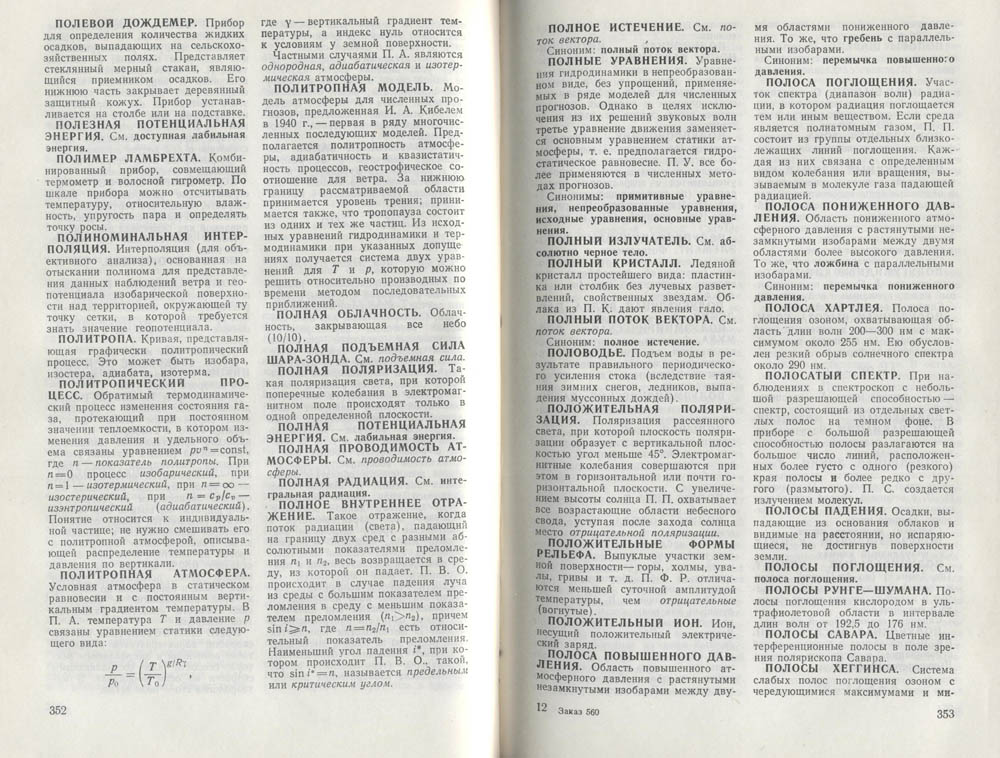 ПОЛЕВОЙ ДОЖДЕМЕР. Прибор
для определения количества жидких
осадков, выпадающих на сельскохо-
зяйственных полях. Представляет
стеклянный мерный стакан, являю-
щийся приемником осадков. Его
нижнюю часть закрывает деревянный
защитный кожух. Прибор устанав-
ливается на столбе или на подставке.
ПОЛЕЗНАЯ ПОТЕНЦИАЛЬНАЯ
ЭНЕРГИЯ. См. доступная лабильная
энергия.
ПОЛИМЕР ЛАМБРЕХТА. Комби-
нированный прибор, совмещающий
термометр и волосной гигрометр. По
шкале прибора можно отсчитывать
температуру, относительную влаж-
ность, упругость пара и определять
точку росы.
ПОЛИНОМИНАЛЬНАЯ ИНТЕР-
ПОЛЯЦИЯ. Интерполяция (для объ-
ективного анализа), основанная на
отыскании полинома для представле-
ния данных наблюдений ветра и гео-
потенциала изобарической поверхно-
сти над территорией, окружающей ту
точку сетки, в которой требуется
знать значение геопотенциала.
ПОЛИТРОПА. Кривая, представля-
ющая графически политропический
процесс. Это может быть изобара,
изостера, адиабата, изотерма.
ПОЛИТРОПИЧЕСКИЙ ПРО-
ЦЕСС. Обратимый термодинамиче-
ский процесс изменения состояния га-
за, протекающий при постоянном
значении теплоемкости, в котором из-
менения давления и удельного объ-
ема связаны уравнением pvⁿ=const,
где n — показатель политропы. При
n=0 процесс изобарический, при
n=1 — изотермический, при n=∞ —
изостерический, при n = cₚ/cᵥ —
изэнтропический (адиабатический).
Понятие относится к индивидуаль-
ной частице; не нужно смешивать его
с политропной атмосферой, описыва-
ющей распределение температуры и
давления по вертикали.
ПОЛИТРОПНАЯ АТМОСФЕРА.
Условная атмосфера в статическом
равновесии и с постоянным верти-
кальным градиентом температуры. В
П. А. температура T и давление p
связаны уравнением статики следую-
щего вида:
p/p₀ = (T/T₀)^(g/Rγ),
352
где γ — вертикальный градиент тем-
пературы, а индекс нуль относится
к условиям у земной поверхности.
Частными случаями П. А. являются
однородная, адиабатическая и изотер-
мическая атмосферы.
ПОЛИТРОПНАЯ МОДЕЛЬ. Мо-
дель атмосферы для численных про-
гнозов, предложенная И. А. Кибелем
в 1940 г., — первая в ряду многочис-
ленных последующих моделей. Пред-
полагается политропность атмосфе-
ры, адиабатичность и квазистатич-
ность процессов, геострофическое со-
отношение для ветра. За нижнюю
границу рассматриваемой области
принимается уровень трения; прини-
мается также, что тропопауза состоит
из одних и тех же частиц. Из исход-
ных уравнений гидродинамики и тер-
модинамики при указанных допуще-
ниях получается система двух урав-
нений для T и p, которую можно
решить относительно производных по
времени методом последовательных
приближений.
ПОЛНАЯ ОБЛАЧНОСТЬ. Облач-
ность, закрывающая все небо
(10/10).
ПОЛНАЯ ПОДЪЕМНАЯ СИЛА
ШАРА-ЗОНДА. См. подъемная сила.
ПОЛНАЯ ПОЛЯРИЗАЦИЯ. Та-
кая поляризация света, при которой
поперечные колебания в электромаг-
нитном поле происходят только в
одной определенной плоскости.
ПОЛНАЯ ПОТЕНЦИАЛЬНАЯ
ЭНЕРГИЯ. См. лабильная энергия.
ПОЛНАЯ ПРОВОДИМОСТЬ АТ-
МОСФЕРЫ. См. проводимость атмо-
сферы.
ПОЛНАЯ РАДИАЦИЯ. См. инте-
гральная радиация.
ПОЛНОЕ ВНУТРЕННЕЕ ОТРА-
ЖЕНИЕ. Такое отражение, когда
поток радиации (света), падающий
на границу двух сред с разными аб-
солютными показателями преломле-
ния n₁ и n₂, весь возвращается в сре-
ду, из которой он падает. П. В. О.
происходит в случае падения луча
из среды с большим показателем пре-
ломления в среду с меньшим показа-
телем преломления (n₁>n₂), причем
sin i⩾n, где n=n₂/n₁ есть относи-
тельный показатель преломления.
Наименьший угол падения i*, при ко-
тором происходит П. В. О., такой,
что sin i*=n, называется предельным
или критическим углом.
ПОЛНОЕ ИСТЕЧЕНИЕ. См. по-
ток вектора.
Синоним: полный поток вектора.
ПОЛНЫЕ УРАВНЕНИЯ. Уравне-
ния гидродинамики в непреобразован-
ном виде, без упрощений, применяе-
мых в ряде моделей для численных
прогнозов. Однако в целях исклю-
чения из их решений звуковых волн
третье уравнение движения заменяет-
ся основным уравнением статики ат-
мосферы, т. е. предполагается гидро-
статическое равновесие. П. У. все бо-
лее применяются в численных мето-
дах прогнозов.
Синонимы: примитивные уравне-
ния, непреобразованные уравнения,
исходные уравнения, основные урав-
нения.
ПОЛНЫЙ ИЗЛУЧАТЕЛЬ. См. аб-
солютно черное тело.
ПОЛНЫЙ КРИСТАЛЛ. Ледяной
кристалл простейшего вида: пластин-
ка или столбик без лучевых развет-
влений, свойственных звездам. Об-
лака из П. К. дают явления гало.
ПОЛНЫЙ ПОТОК ВЕКТОРА. См.
поток вектора.
Синоним: полное истечение.
ПОЛОВОДЬЕ. Подъем воды в ре-
зультате правильного периодическо-
го усиления стока (вследствие тая-
ния зимних снегов, ледников, выпа-
дения муссонных дождей).
ПОЛОЖИТЕЛЬНАЯ ПОЛЯРИ-
ЗАЦИЯ. Поляризация рассеянного
света, при которой плоскость поляри-
зации образует с вертикальной плос-
костью угол меньше 45°. Электромаг-
нитные колебания совершаются при
этом в горизонтальной или почти го-
ризонтальной плоскости. С увеличе-
нием высоты солнца П. П. охватывает
все возрастающие области небесного
свода, уступая после захода солнца
место отрицательной поляризации.
ПОЛОЖИТЕЛЬНЫЕ ФОРМЫ
РЕЛЬЕФА. Выпуклые участки зем-
ной поверхности — горы, холмы, ува-
лы, гривы и т. д. П. Ф. Р. отлича-
ются меньшей суточной амплитудой
температуры, чем отрицательные
(вогнутые).
ПОЛОЖИТЕЛЬНЫЙ ИОН. Ион,
несущий положительный электриче-
ский заряд.
ПОЛОСА ПОВЫШЕННОГО ДАВ-
ЛЕНИЯ. Область повышенного ат-
мосферного давления с растянутыми
незамкнутыми изобарами между дву-
12 Заказ 560
мя областями пониженного давле-
ния. То же, что гребень с параллель-
ными изобарами.
Синоним: перемычка повышенного
давления.
ПОЛОСА ПОГЛОЩЕНИЯ. Учас-
ток спектра (диапазон волн) радиа-
ции, в котором радиация поглощается
тем или иным веществом. Если среда
является полиатомным газом, П. П.
состоит из группы отдельных близко-
лежащих линий поглощения. Каж-
дая из них связана с определенным
видом колебания или вращения, вы-
зываемым в молекуле газа падающей
радиацией.
ПОЛОСА ПОНИЖЕННОГО ДАВ-
ЛЕНИЯ. Область пониженного атмо-
сферного давления с растянутыми не-
замкнутыми изобарами между двумя
областями более высокого давления.
То же, что ложбина с параллельными
изобарами.
Синоним: перемычка пониженного
давления.
ПОЛОСА ХАРТЛЕЯ. Полоса по-
глощения озоном, охватывающая об-
ласть длин волн 200—300 нм с мак-
симумом около 255 нм. Ею обуслов-
лен резкий обрыв солнечного спектра
около 290 нм.
ПОЛОСАТЫЙ СПЕКТР. При на-
блюдениях в спектроскоп с неболь-
шой разрешающей способностью —
спектр, состоящий из отдельных свет-
лых полос на темном фоне. В
приборе с большой разрешающей
способностью полосы разлагаются на
большое число линий, расположен-
ных более густо с одного (резкого)
края полосы и более редко с дру-
гого (размытого). П. С. создается
излучением молекул.
ПОЛОСЫ ПАДЕНИЯ. Осадки, вы-
падающие из основания облаков и
видимые на расстоянии, но испаряю-
щиеся, не достигнув поверхности
земли.
ПОЛОСЫ ПОГЛОЩЕНИЯ. См.
полоса поглощения.
ПОЛОСЫ РУНГЕ—ШУМАНА. По-
лосы поглощения кислородом в уль-
трафиолетовой области в интервале
длин волн от 192,5 до 176 нм.
ПОЛОСЫ САВАРА. Цветные ин-
терференционные полосы в поле зре-
ния полярископа Савара.
ПОЛОСЫ ХЕГГИНСА. Система
слабых полос поглощения озоном с
чередующимися максимумами и ми-
353